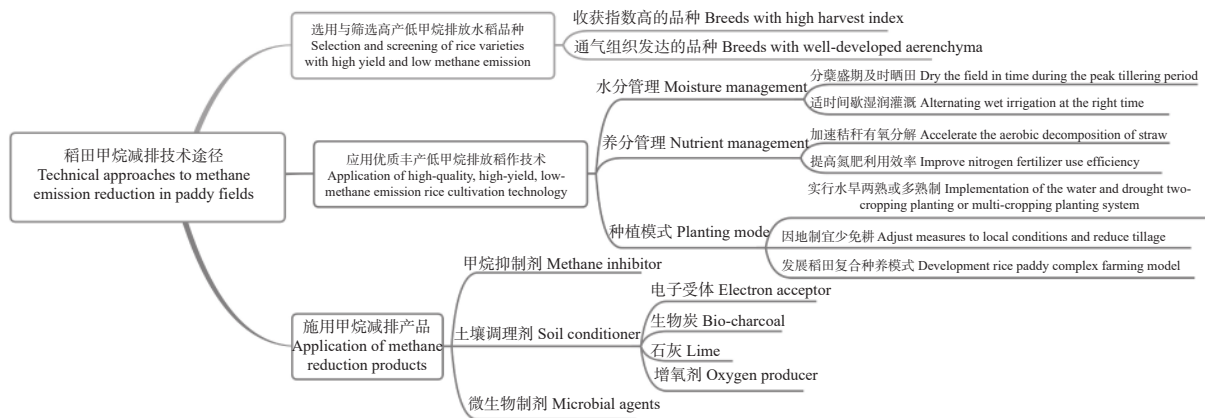 稻田甲烷减排技术途径
Technical approaches to methane
emission reduction in paddy fields
选用与筛选高产低甲烷排放水稻品种
Selection and screening of rice varieties
with high yield and low methane emission
收获指数高的品种 Breeds with high harvest index
通气组织发达的品种 Breeds with well-developed aerenchyma
应用优质丰产低甲烷排放稻作技术
Application of high-quality, high-yield, low-
methane emission rice cultivation technology
水分管理 Moisture management
分蘖盛期及时晒田 Dry the field in time during the peak tillering period
适时间歇湿润灌溉 Alternating wet irrigation at the right time
养分管理 Nutrient management
加速秸秆有氧分解 Accelerate the aerobic decomposition of straw
提高氮肥利用效率 Improve nitrogen fertilizer use efficiency
种植模式 Planting mode
实行水旱两熟或多熟制 Implementation of the water and drought two-
cropping planting or multi-cropping planting system
因地制宜少免耕 Adjust measures to local conditions and reduce tillage
发展稻田复合种养模式 Development rice paddy complex farming model
施用甲烷减排产品
Application of methane
reduction products
甲烷抑制剂 Methane inhibitor
土壤调理剂 Soil conditioner
电子受体 Electron acceptor
生物炭 Bio-charcoal
石灰 Lime
增氧剂 Oxygen producer
微生物制剂 Microbial agents